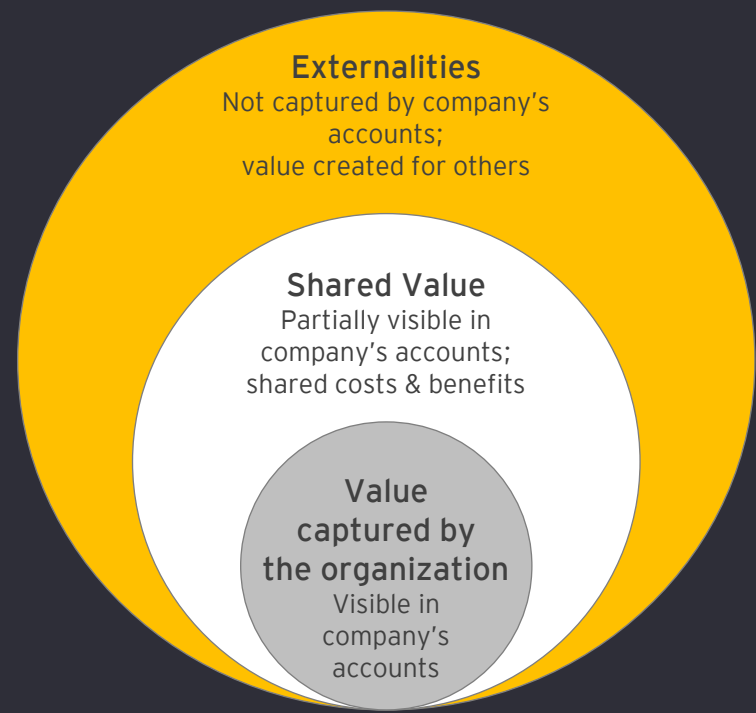 Externalities
Not captured by company’s
accounts;
value created for others
Shared Value
Partially visible in
company’s accounts;
shared costs & benefits
Value
captured by
the organization
Visible in
company’s
accounts